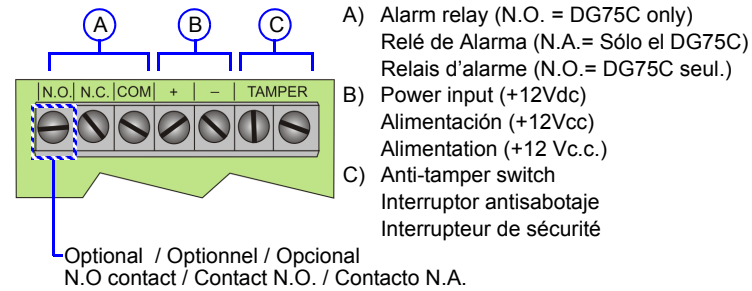 A B C
N.O. N.C. COM + – TAMPER
Optional / Optionnel / Opcional
N.O contact / Contact N.O. / Contacto N.A.
A) Alarm relay (N.O. = DG75C only)
Relé de Alarma (N.A.= Sólo el DG75C)
Relais d’alarme (N.O.= DG75C seul.)
B) Power input (+12Vdc)
Alimentación (+12Vcc)
Alimentation (+12 Vc.c.)
C) Anti-tamper switch
Interruptor antisabotaje
Interrupteur de sécurité